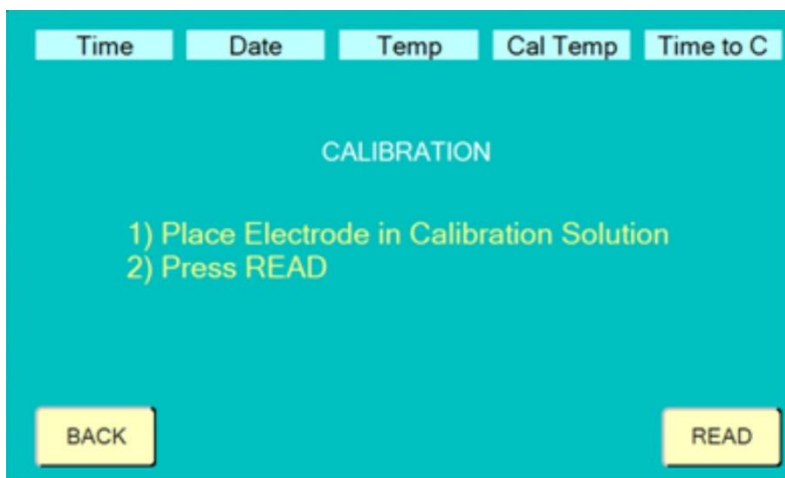 Time Date Temp Cal Temp Time to C
CALIBRATION
1) Place Electrode in Calibration Solution
2) Press READ
BACK READ